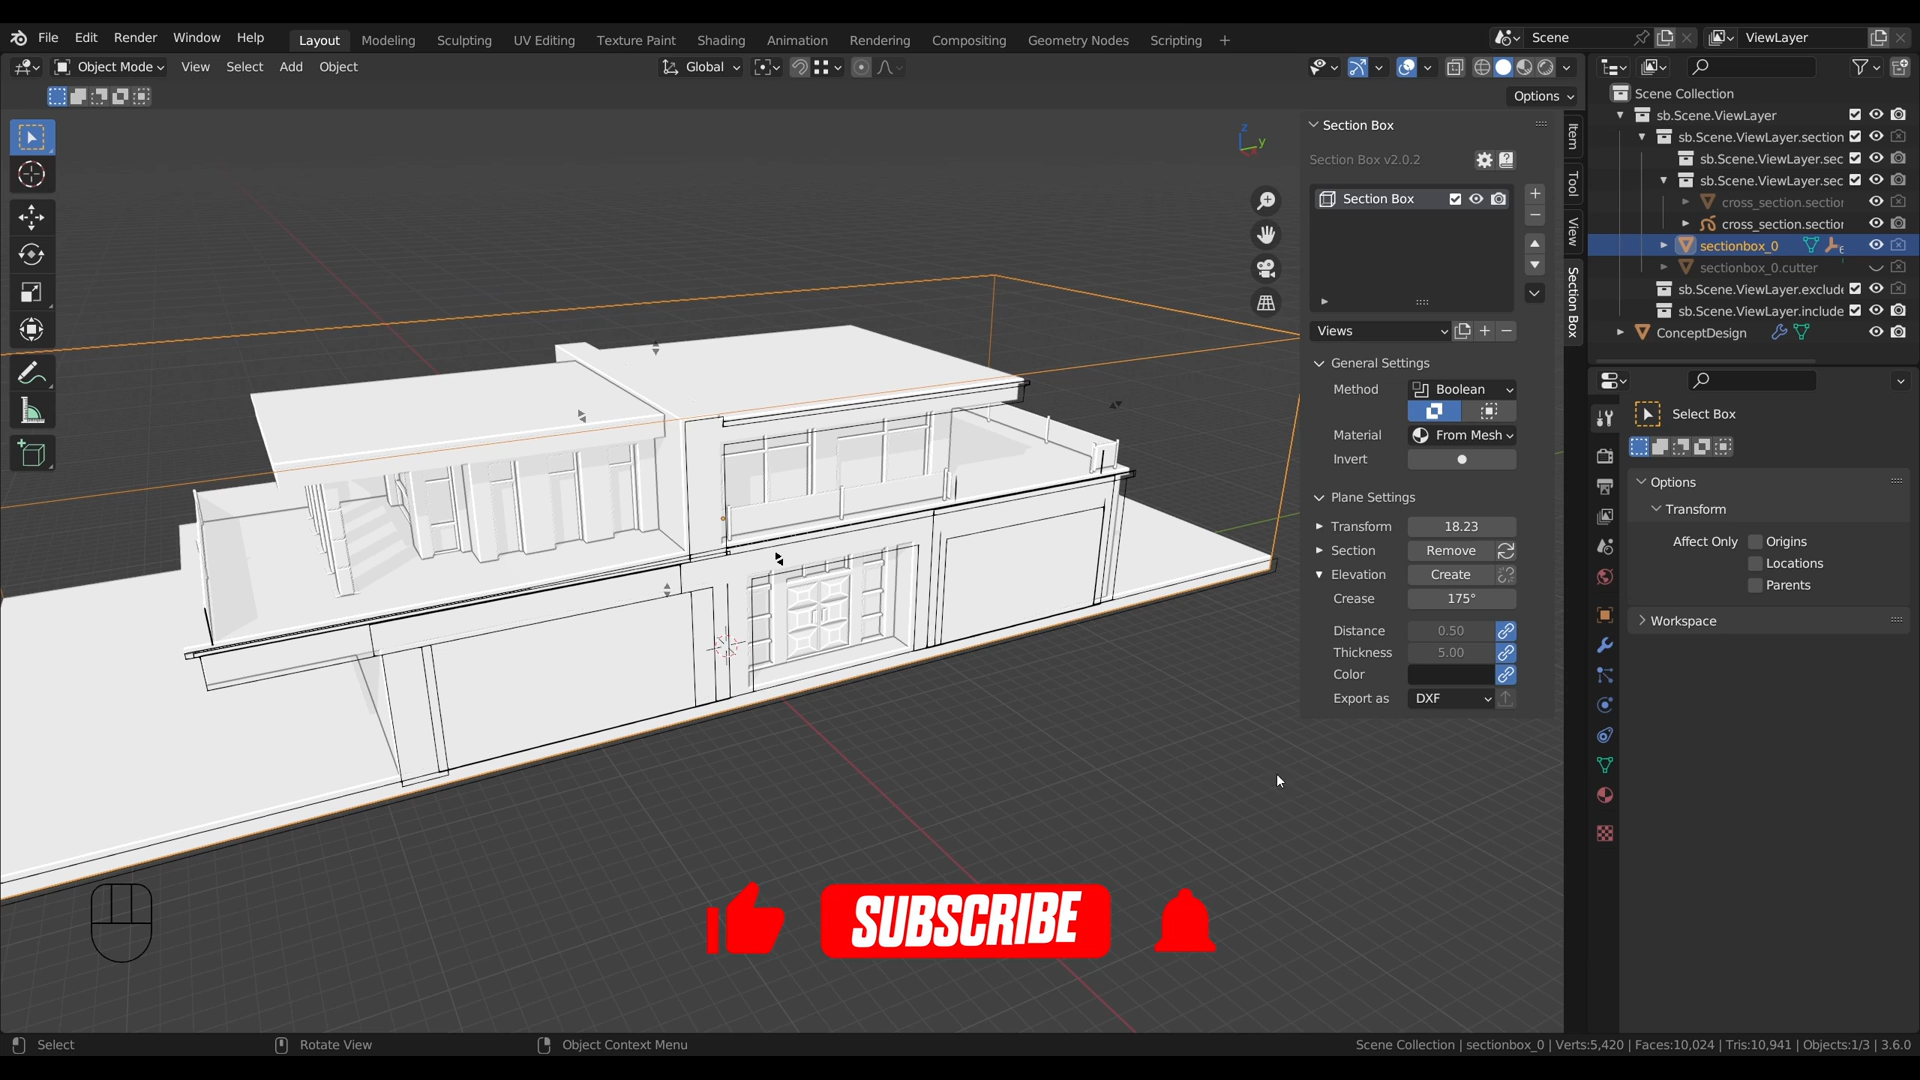 File Edit Render Window Help
Layout Modeling Sculpting UV Editing Texture Paint Shading Animation Rendering Compositing Geometry Nodes Scripting +
Scene
ViewLayer
Object Mode View Select Add Object
Global
Options
z
y
Section Box
Section Box v2.0.2
Section Box
Views
General Settings
Method Boolean
Material From Mesh
Invert
Plane Settings
Transform 18.23
Section Remove
Elevation Create
Crease 175°
Distance 0.50
Thickness 5.00
Color
Export as DXF
Item
Tool
View
Section Box
Scene Collection
sb.Scene.ViewLayer
sb.Scene.ViewLayer.section
sb.Scene.ViewLayer.sec
sb.Scene.ViewLayer.sec
cross_section.section
cross_section.section
sectionbox_0
sectionbox_0.cutter
sb.Scene.ViewLayer.exclude
sb.Scene.ViewLayer.include
ConceptDesign
Select Box
Options
Transform
Affect Only Origins
Locations
Parents
Workspace
SUBSCRIBE
Select Rotate View Object Context Menu
Scene Collection | sectionbox_0 | Verts:5,420 | Faces:10,024 | Tris:10,941 | Objects:1/3 | 3.6.0